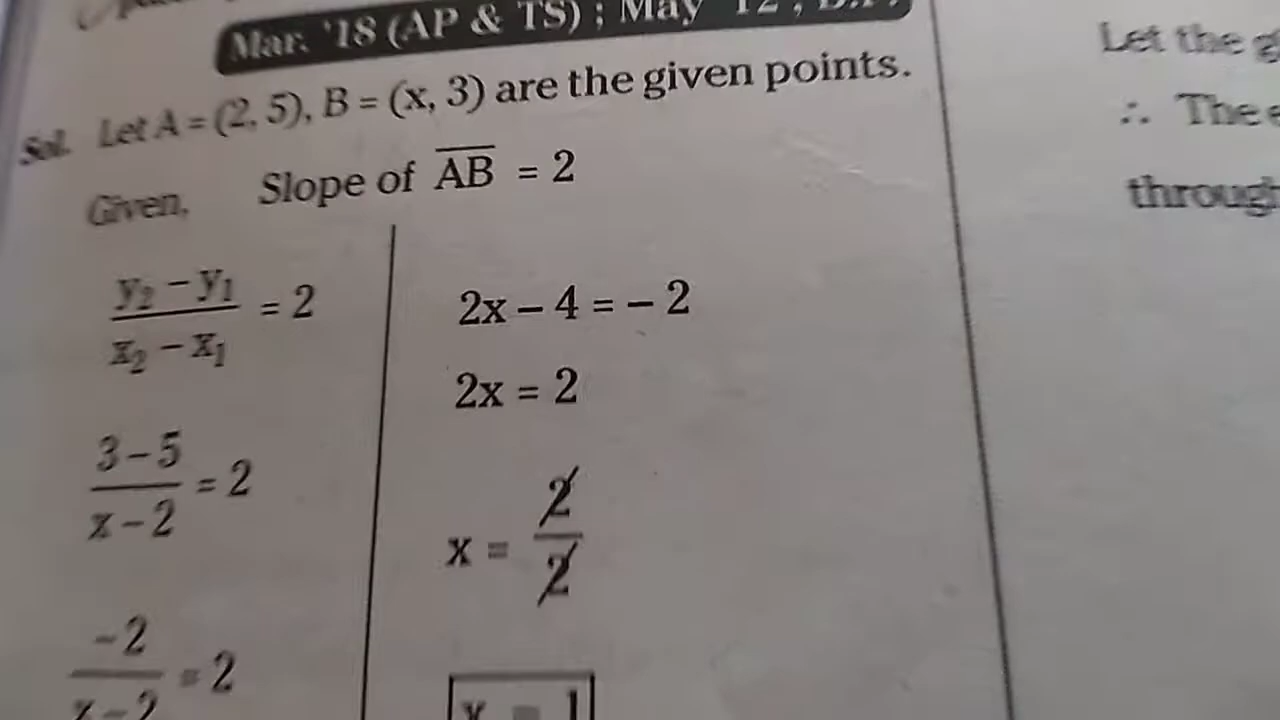 Mar. '18 (AP & TS) ; May '12 ;
Sol. Let A = (2, 5), B = (x, 3) are the given points.
Given, Slope of AB = 2
y₂ − y₁ / x₂ − x₁ = 2
3 − 5 / x − 2 = 2
−2 / x − 2 = 2
2x − 4 = − 2
2x = 2
x = 2 / 2
x = 1
Let the
∴ The
through